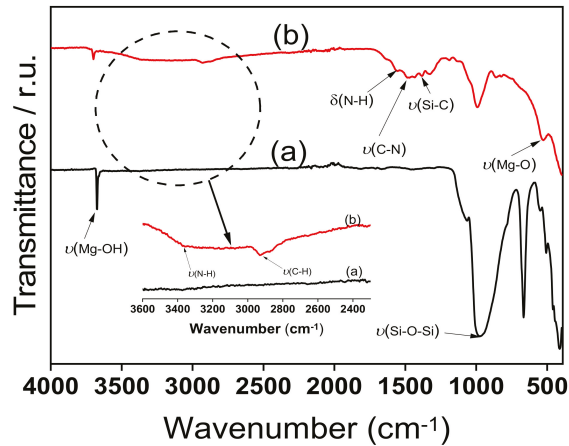 Transmittance / r.u.
(b)
δ(N-H)
υ(Si-C)
υ(C-N)
υ(Mg-O)
(a)
υ(Mg-OH)
(b)
υ(N-H)
υ(C-H)
(a)
3600 3400 3200 3000 2800 2600 2400
Wavenumber (cm-1)
υ(Si-O-Si)
4000 3500 3000 2500 2000 1500 1000 500
Wavenumber (cm-1)